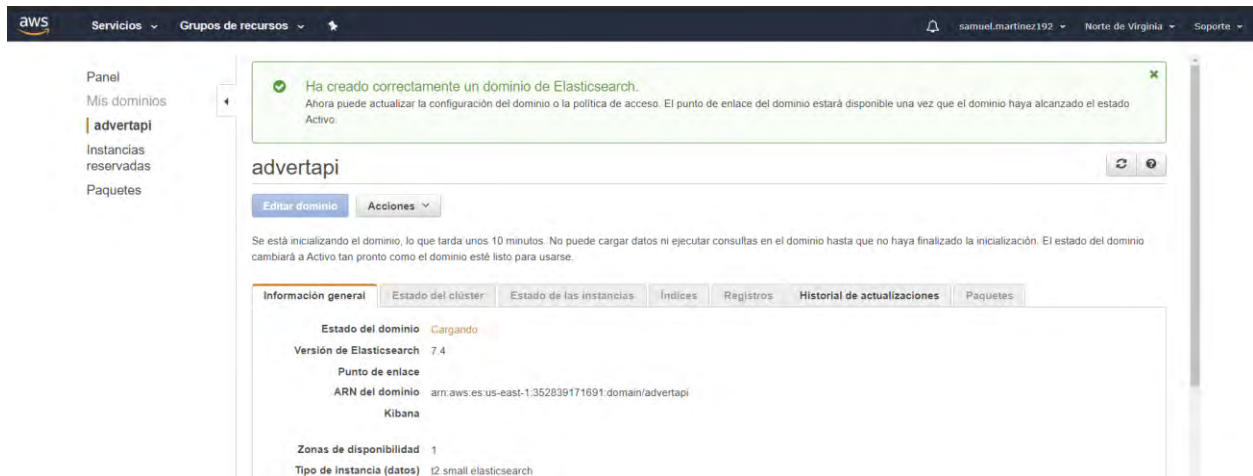 aws Servicios Grupos de recursos samuel.martinez192 Norte de Virginia Soporte
Panel
Mis dominios
advertapi
Instancias
reservadas
Paquetes
Ha creado correctamente un dominio de Elasticsearch.
Ahora puede actualizar la configuración del dominio o la política de acceso. El punto de enlace del dominio estará disponible una vez que el dominio haya alcanzado el estado
Activo.
advertapi
Editar dominio Acciones
Se está inicializando el dominio, lo que tarda unos 10 minutos. No puede cargar datos ni ejecutar consultas en el dominio hasta que no haya finalizado la inicialización. El estado del dominio
cambiará a Activo tan pronto como el dominio esté listo para usarse.
Información general Estado del clúster Estado de las instancias Índices Registros Historial de actualizaciones Paquetes
Estado del dominio Cargando
Versión de Elasticsearch 7.4
Punto de enlace
ARN del dominio arn:aws:es:us-east-1:352839171691:domain/advertapi
Kibana
Zonas de disponibilidad 1
Tipo de instancia (datos) t2.small.elasticsearch